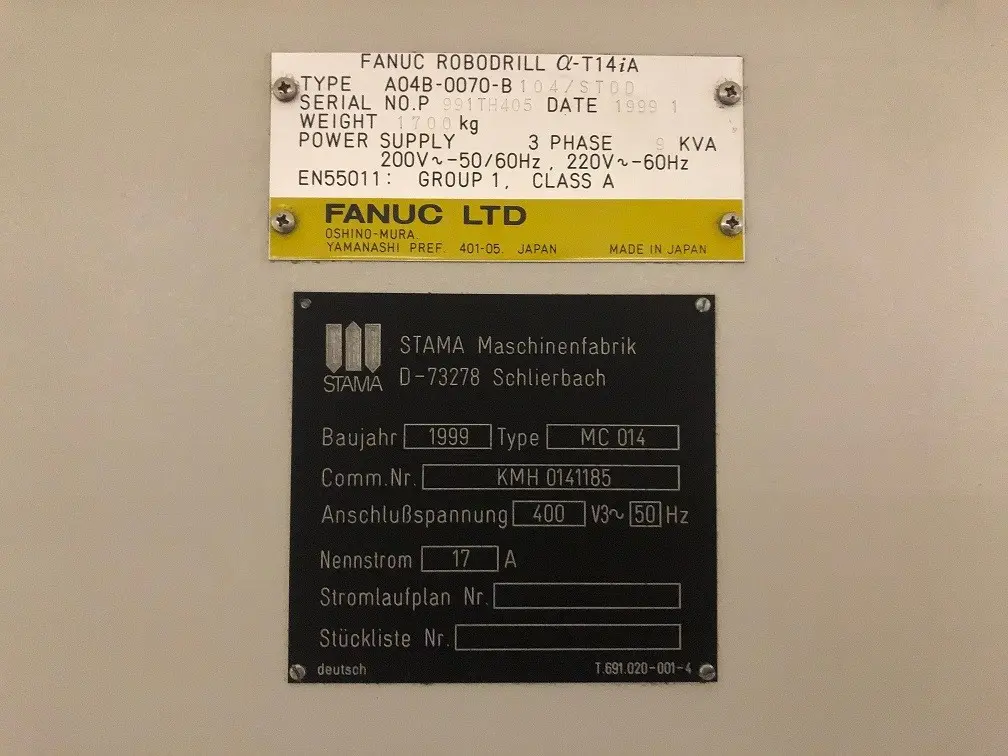 FANUC ROBODRILL α-T14iA
TYPE A04B-0070-B104/ST00
SERIAL NO.P 991TH405 DATE 1999 1
WEIGHT 1700 kg
POWER SUPPLY 3 PHASE 9 KVA
200V~-50/60Hz, 220V~-60Hz
EN55011: GROUP 1, CLASS A
FANUC LTD
OSHINO-MURA.
YAMANASHI PREF. 401-05. JAPAN MADE IN JAPAN
STAMA
STAMA Maschinenfabrik
D-73278 Schlierbach
Baujahr 1999 Type MC 014
Comm.Nr. KMH 0141185
Anschlußspannung 400 V3~ 50 Hz
Nennstrom 17 A
Stromlaufplan Nr.
Stückliste Nr.
deutsch T.691.020-001-4